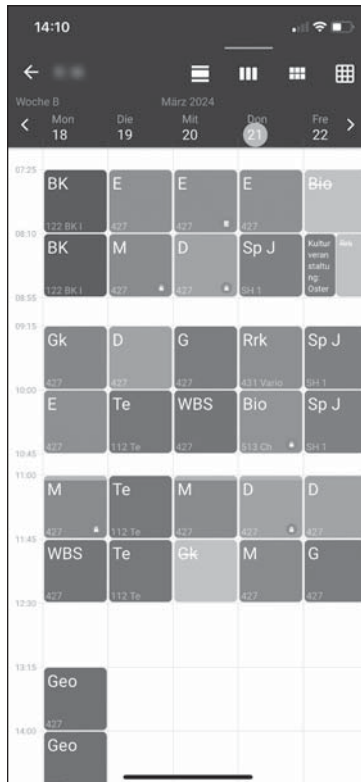 14:10
Woche B
März 2024
Mon Die Mit Don Fre
18 19 20 21 22
07:25
BK E E E Bio
122 BK I 427 427 427
08:10
BK M D Sp J Kultur
veran
staltu
ng:
Oster
122 BK I 427 427 SH 1
08:55
09:15
Gk D G Rrk Sp J
427 427 427 431 Vario SH 1
10:00
E Te WBS Bio Sp J
427 112 Te 427 513 Ch SH 1
10:45
11:00
M Te M D D
427 112 Te 427 427 427
11:45
WBS Te Gk M G
427 112 Te 427 427
12:30
13:15
Geo
427
14:00
Geo